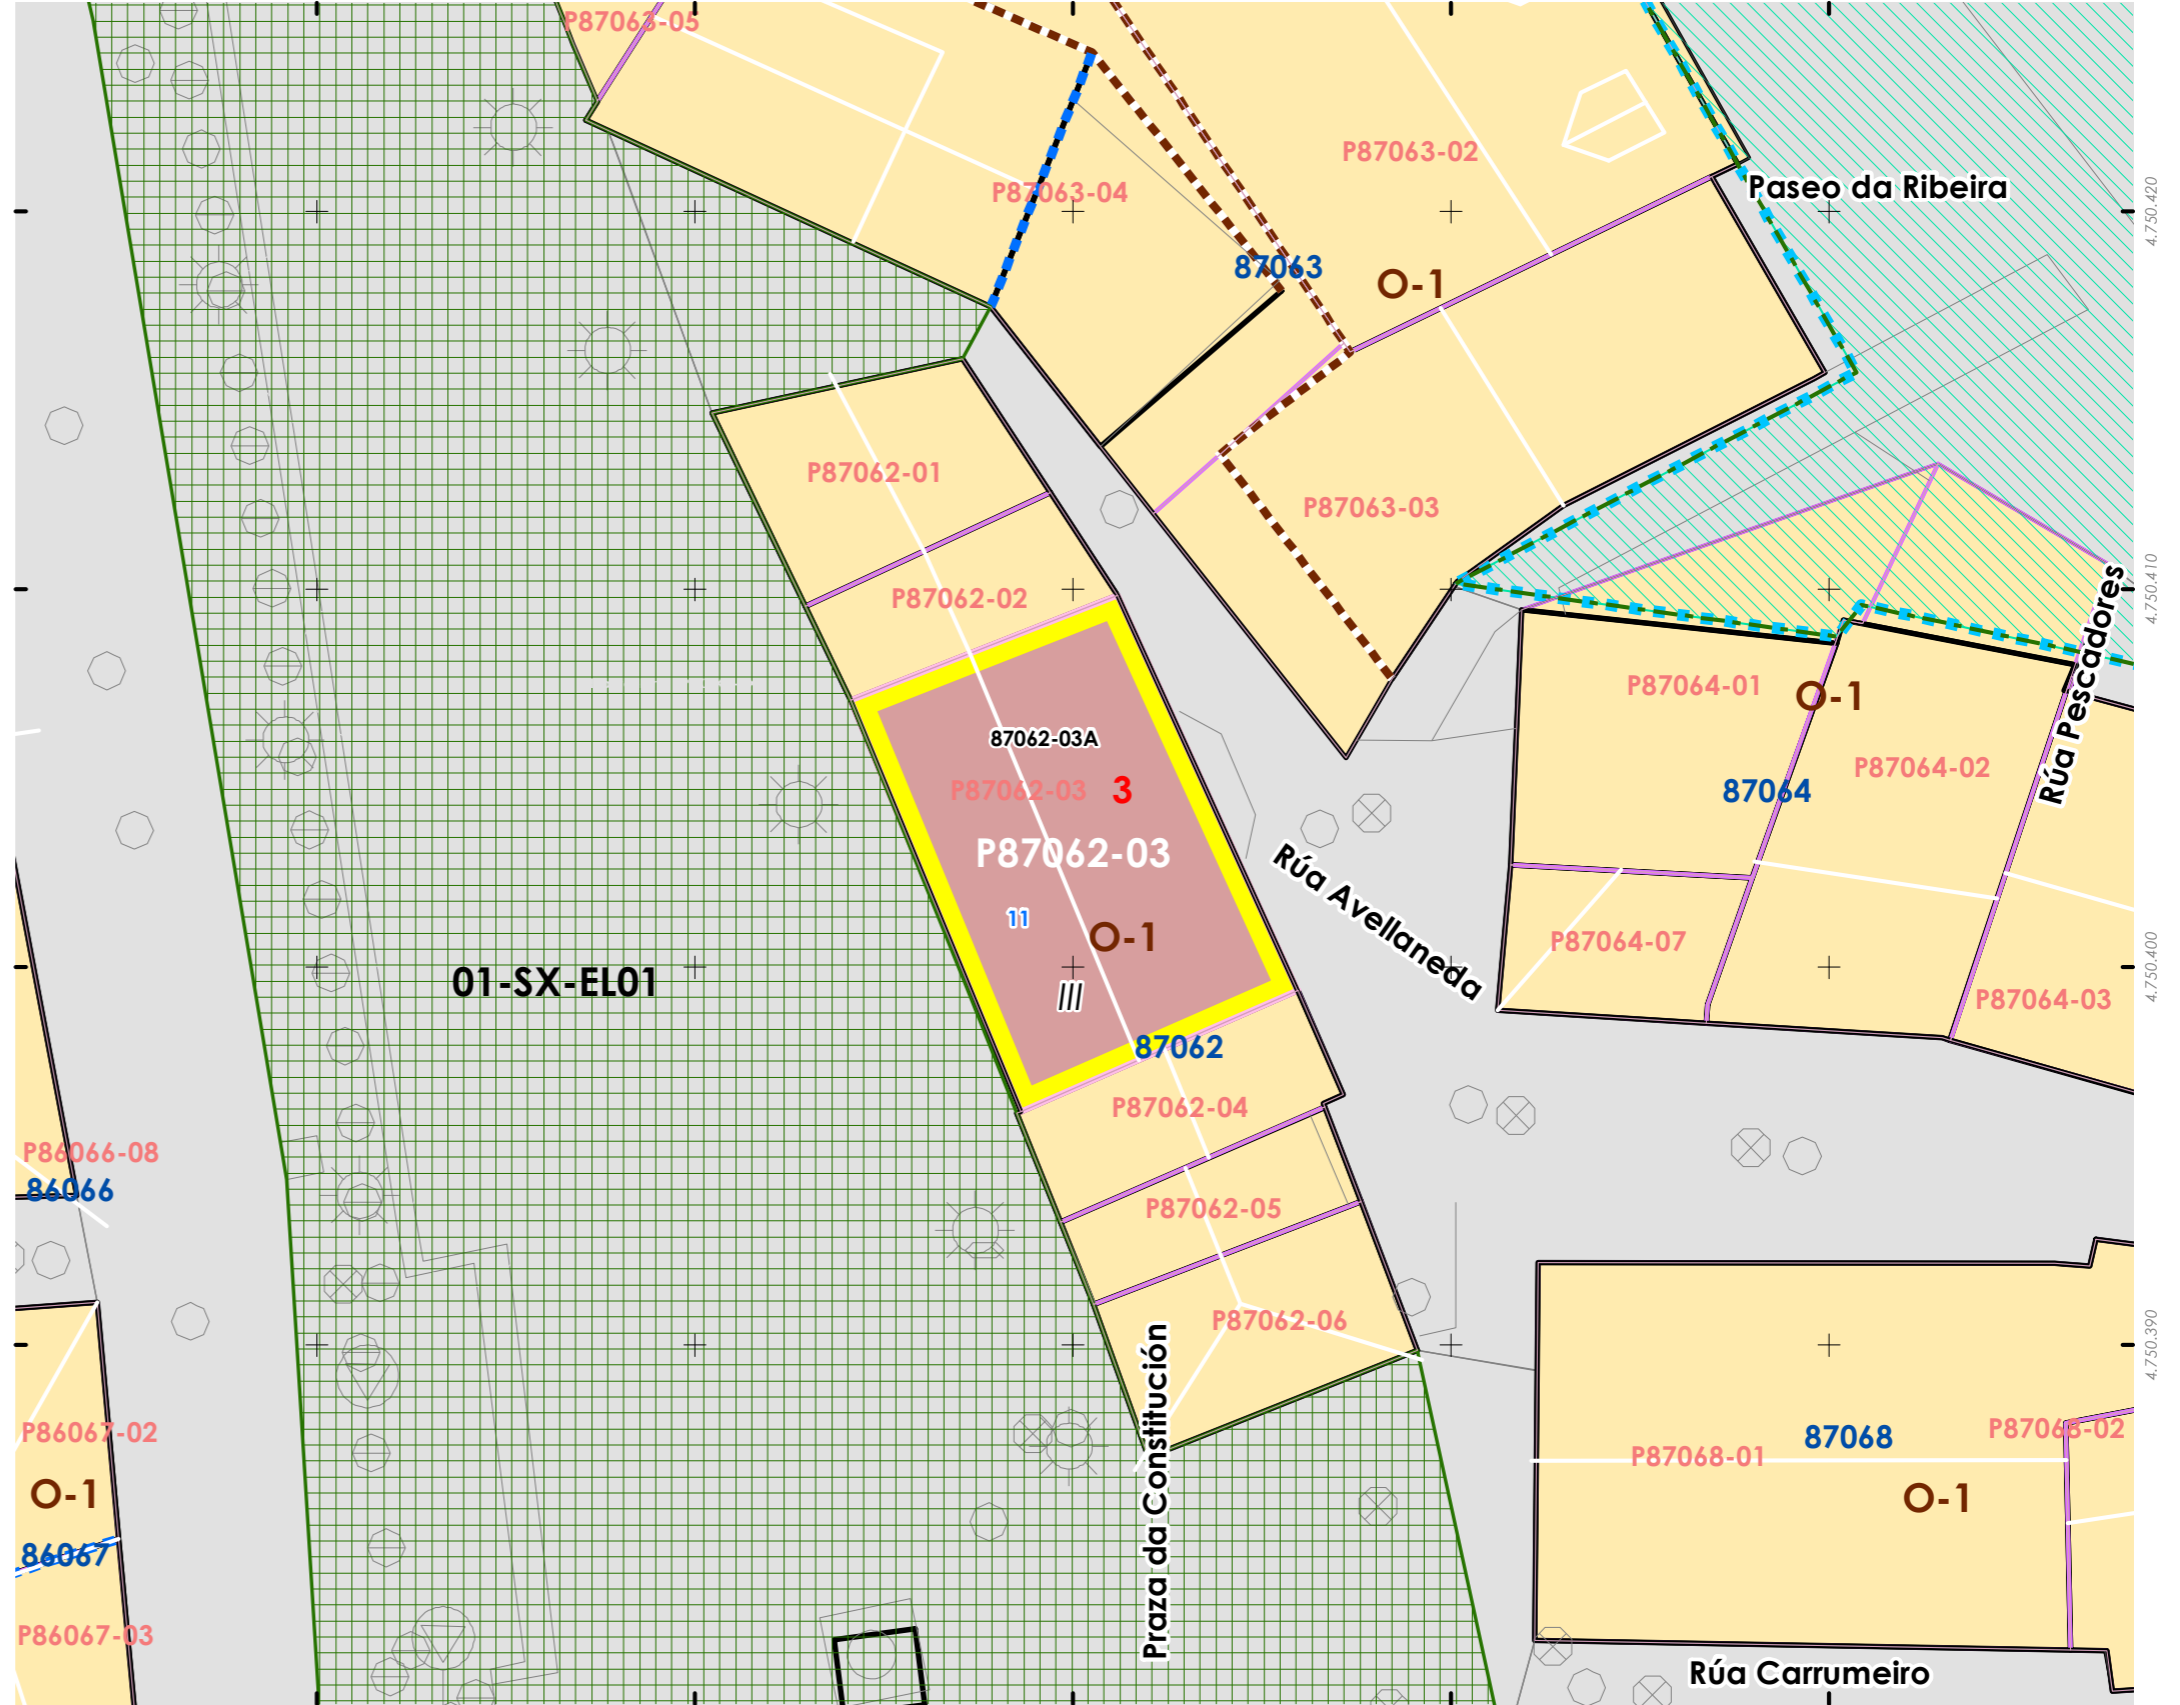 P87063-05
P87063-02
Paseo da Ribeira
P87063-04
4.750.420
87063
O-1
P87062-01
P87063-03
P87062-02
4.750.410
Rúa Pescadores
P87064-01
O-1
87062-03A
P87064-02
P87062-03
3
87064
P87062-03
Rúa Avellaneda
11
O-1
P87064-07
4.750.400
01-SX-EL01
III
P87064-03
87062
P87062-04
P86066-08
86066
P87062-05
P87062-06
4.750.390
Praza da Constitución
P86067-02
87068
P87068-02
P87068-01
O-1
O-1
86067
P86067-03
Rúa Carrumeiro